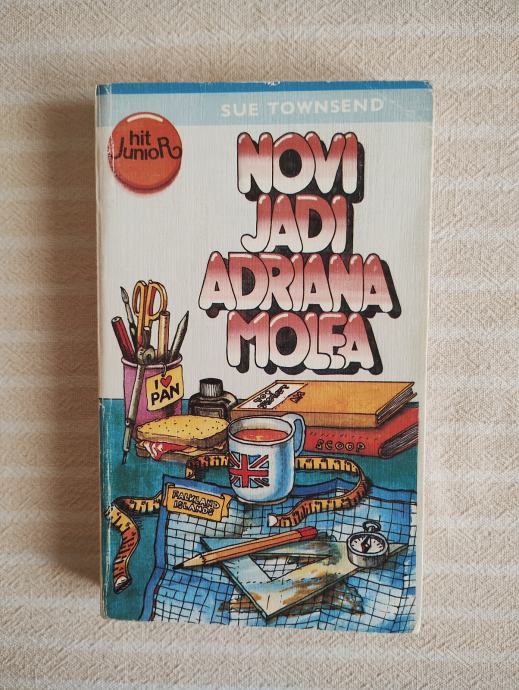 SUE TOWNSEND
hit
JUNIOR
NOVI
JADI
ADRIANA
MOLEA
I ❤ PAN
SCOOP
FALKLAND
ISLANDS